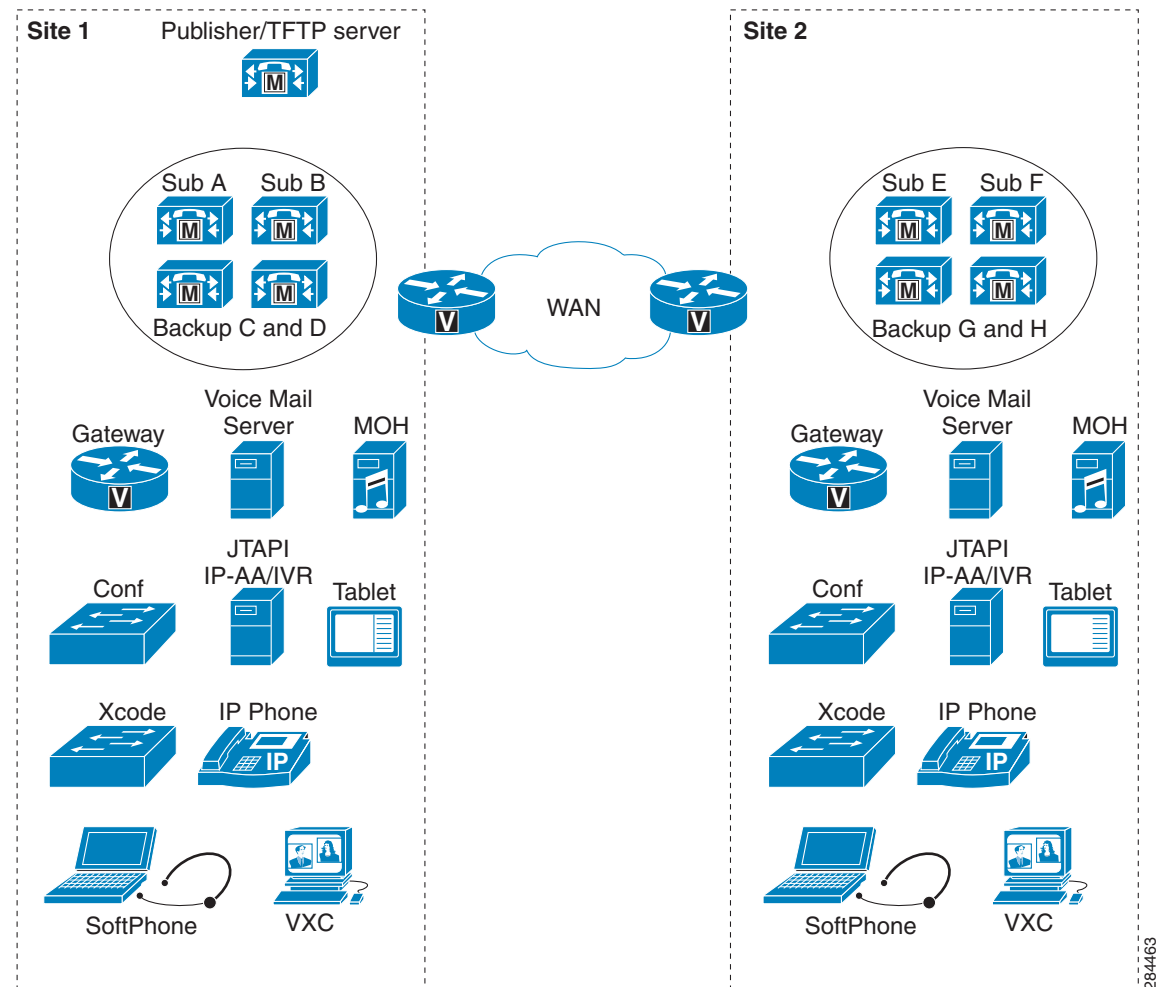 Site 1
Publisher/TFTP server
M
Sub A
Sub B
M
M
M
M
Backup C and D
Voice Mail
Server
Gateway
MOH
V
JTAPI
IP-AA/IVR
Conf
Tablet
Xcode
IP Phone
IP
SoftPhone
VXC
V
WAN
V
Site 2
Sub E
Sub F
M
M
M
M
Backup G and H
Voice Mail
Server
Gateway
MOH
V
JTAPI
IP-AA/IVR
Conf
Tablet
Xcode
IP Phone
IP
SoftPhone
VXC
284463